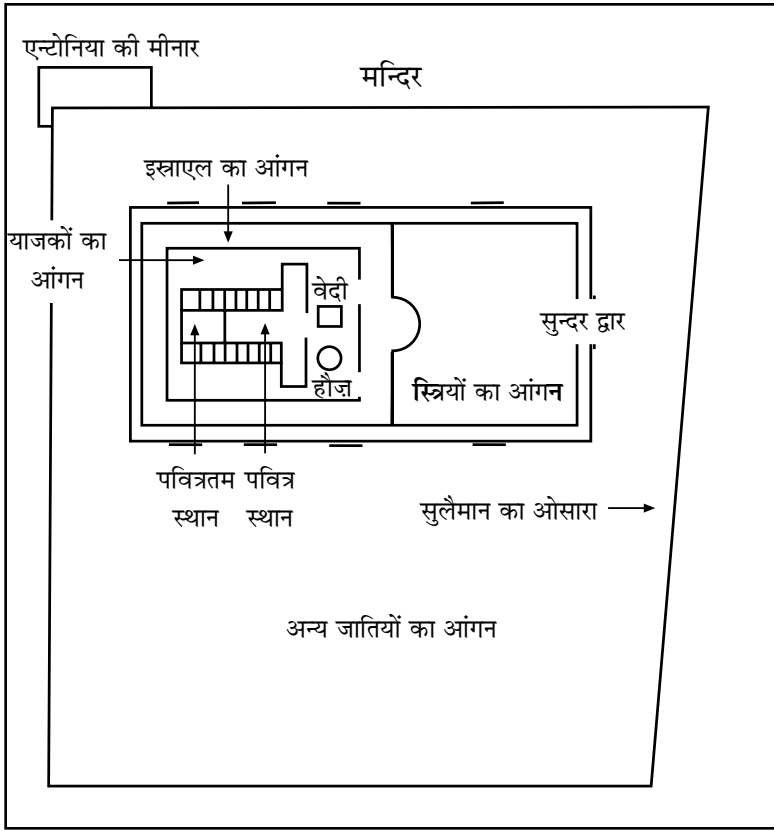 एन्टोनिया की मीनार
मन्दिर
इस्राएल का आंगन
याजकों का
आंगन
वेदी
सुन्दर द्वार
हौज़
स्त्रियों का आंगन
पवित्रतम
स्थान
पवित्र
स्थान
सुलैमान का ओसारा
अन्य जातियों का आंगन